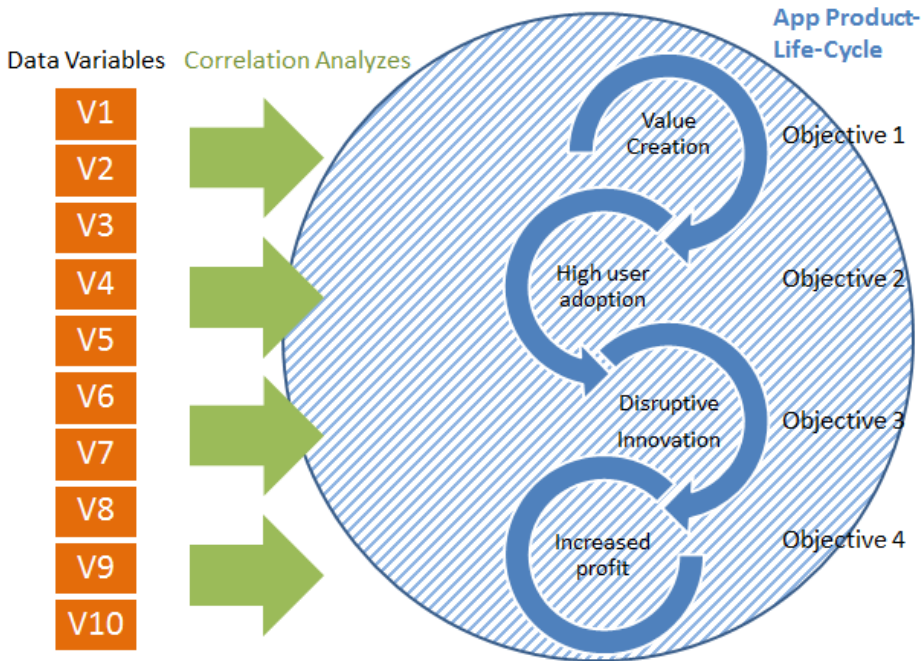 App Product-
Life-Cycle
Data Variables
Correlation Analyzes
V1
V2
V3
V4
V5
V6
V7
V8
V9
V10
Value
Creation
Objective 1
High user
adoption
Objective 2
Disruptive
Innovation
Objective 3
Increased
profit
Objective 4